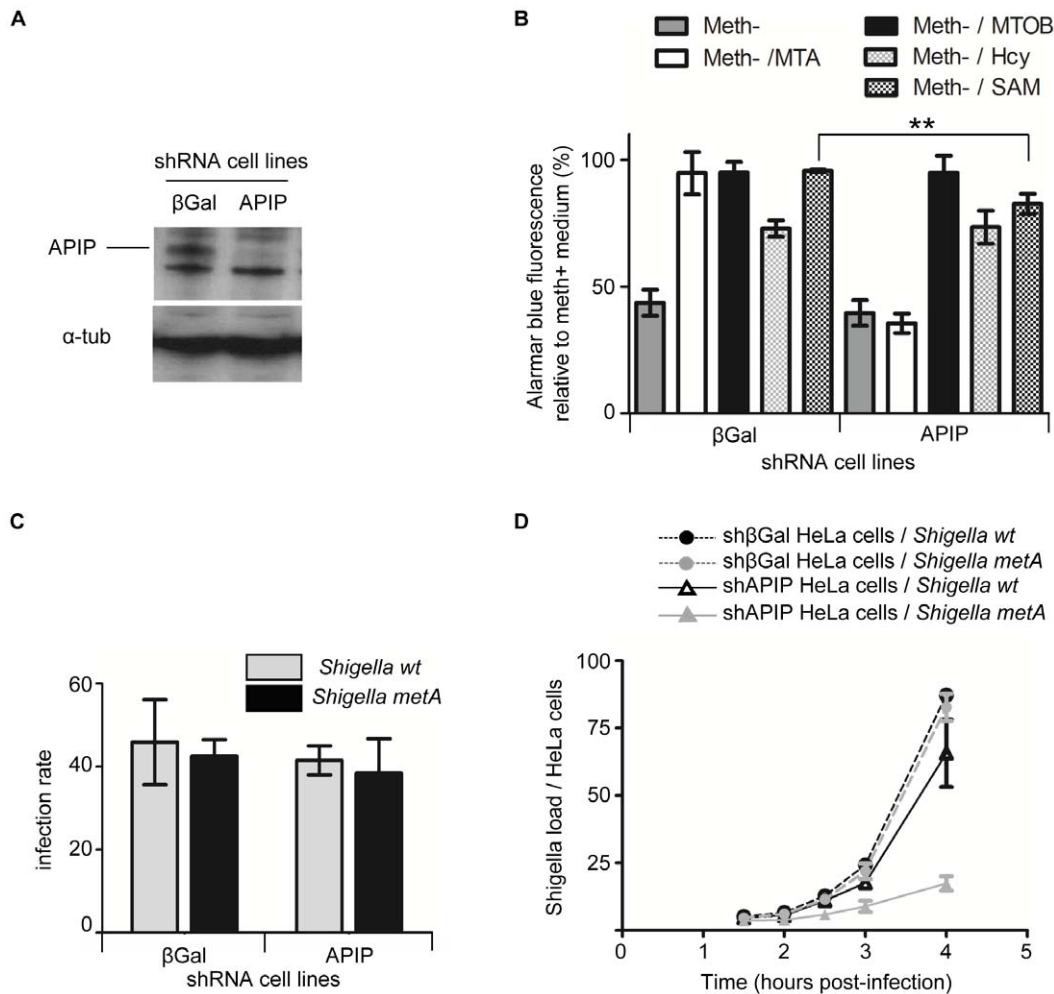 A
shRNA cell lines
βGal APIP
APIP
α-tub
B
Meth-
Meth- /MTA
Meth- / MTOB
Meth- / Hcy
Meth- / SAM
**
Alarmar blue fluorescence
relative to meth+ medium (%)
100
50
0
βGal APIP
shRNA cell lines
C
Shigella wt
Shigella metA
infection rate
60
40
20
0
βGal APIP
shRNA cell lines
D
shβGal HeLa cells / Shigella wt
shβGal HeLa cells / Shigella metA
shAPIP HeLa cells / Shigella wt
shAPIP HeLa cells / Shigella metA
Shigella load / HeLa cells
100
75
50
25
0 1 2 3 4 5
Time (hours post-infection)